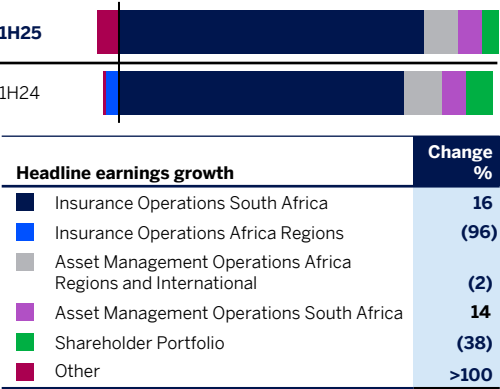 1H25
1H24
Headline earnings growth
Change
%
Insurance Operations South Africa 16
Insurance Operations Africa Regions (96)
Asset Management Operations Africa
Regions and International (2)
Asset Management Operations South Africa 14
Shareholder Portfolio (38)
Other >100